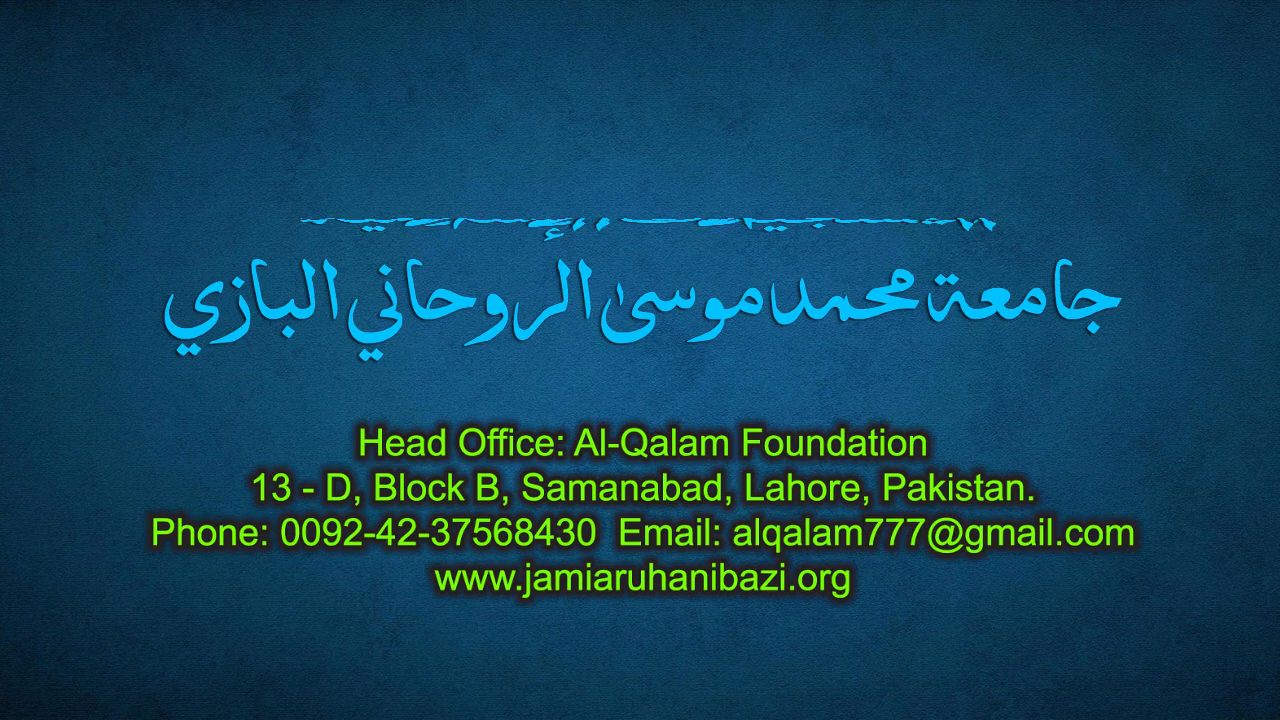 جامعة محمد موسىٰ الروحاني البازي
Head Office: Al-Qalam Foundation
13 - D, Block B, Samanabad, Lahore, Pakistan.
Phone: 0092-42-37568430 Email: alqalam777@gmail.com
www.jamiaruhanibazi.org